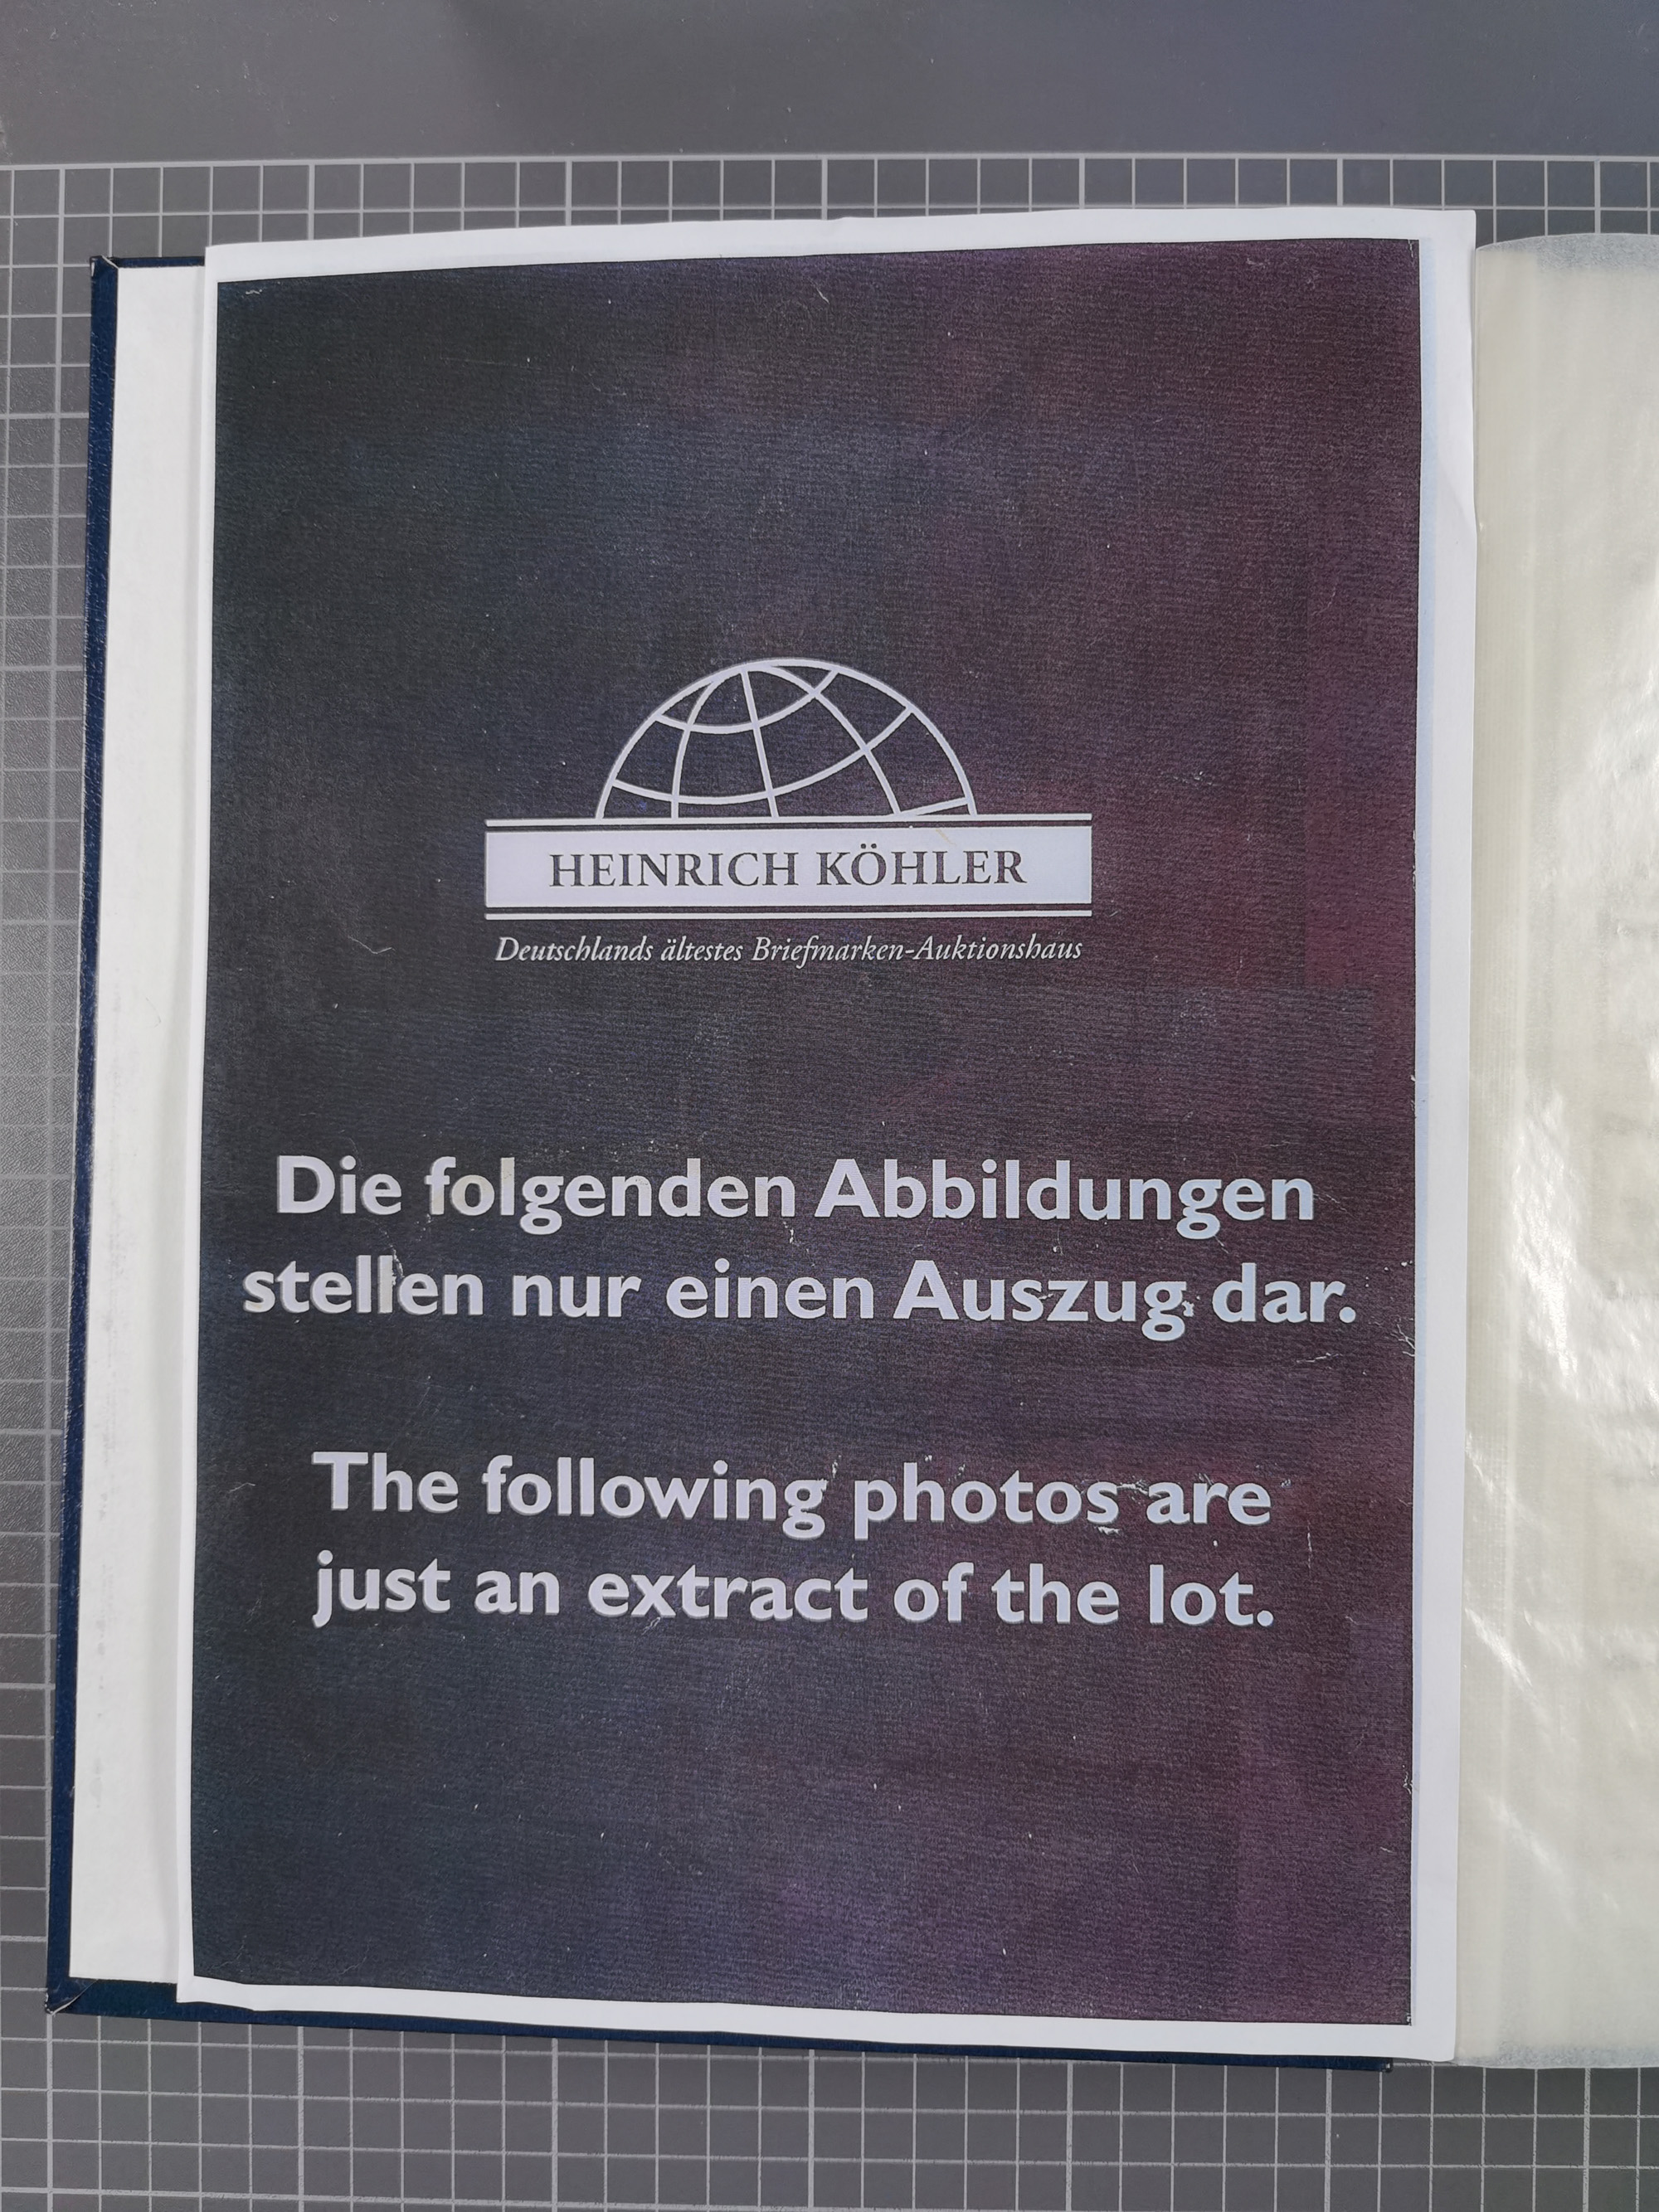 HEINRICH KÖHLER
Deutschlands ältestes Briefmarken-Auktionshaus
Die folgenden Abbildungen
stellen nur einen Auszug dar.
The following photos are
just an extract of the lot.